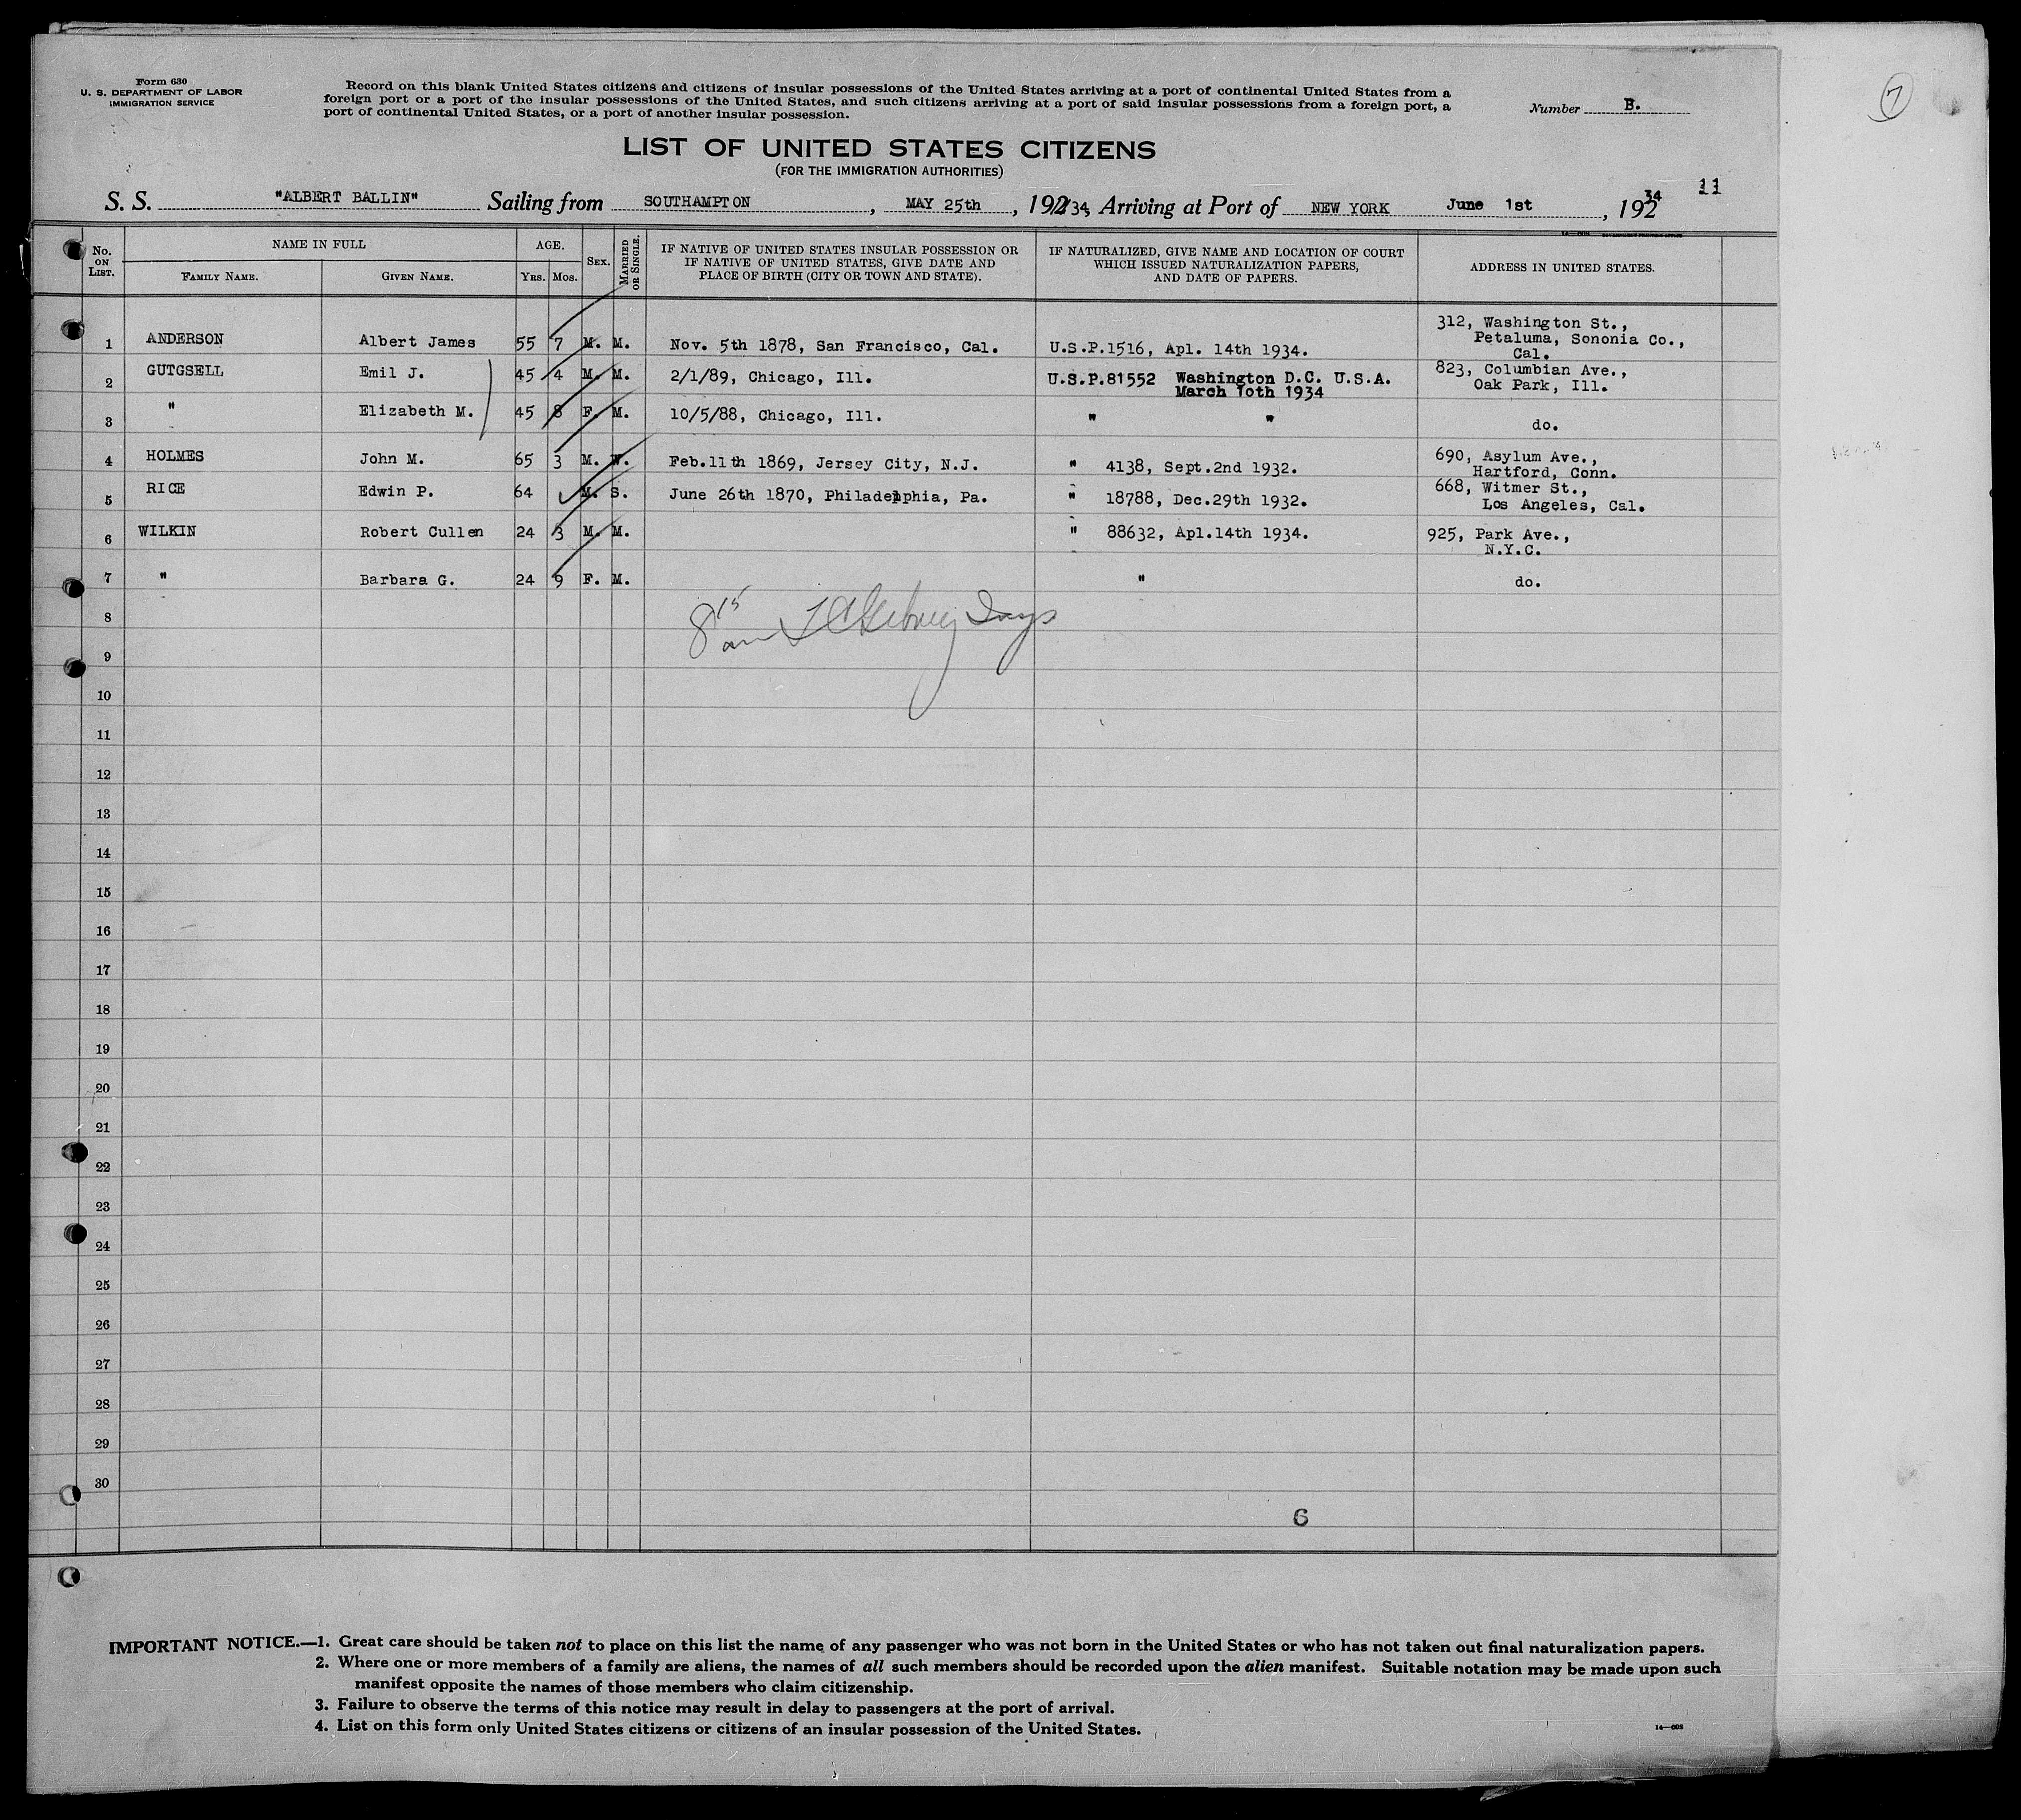 Form 630
U. S. DEPARTMENT OF LABOR
IMMIGRATION SERVICE
Record on this blank United States citizens and citizens of insular possessions of the United States arriving at a port of continental United States from a
foreign port or a port of the insular possessions of the United States, and such citizens arriving at a port of said insular possessions from a foreign port, a
port of continental United States, or a port of another insular possession.
Number B.
7
LIST OF UNITED STATES CITIZENS
(FOR THE IMMIGRATION AUTHORITIES)
11
S. S. "ALBERT BALLIN" Sailing from SOUTHAMPTON, MAY 25th, 192/34, Arriving at Port of NEW YORK June 1st, 192 34
No. ON LIST. NAME IN FULL AGE. SEX. MARRIED OR SINGLE. IF NATIVE OF UNITED STATES INSULAR POSSESSION OR IF NATIVE OF UNITED STATES, GIVE DATE AND PLACE OF BIRTH (CITY OR TOWN AND STATE). IF NATURALIZED, GIVE NAME AND LOCATION OF COURT WHICH ISSUED NATURALIZATION PAPERS, AND DATE OF PAPERS. ADDRESS IN UNITED STATES.
FAMILY NAME. GIVEN NAME. YRS. MOS.
1 ANDERSON Albert James 55 7 M. M. Nov. 5th 1878, San Francisco, Cal. U.S.P.1516, Apl. 14th 1934. 312, Washington St., Petaluma, Sononia Co., Cal.
2 GUTGSELL Emil J. 45 4 M. M. 2/1/89, Chicago, Ill. U.S.P.81552 Washington D.C. U.S.A. March 10th 1934 823, Columbian Ave., Oak Park, Ill.
3 " Elizabeth M. 45 8 F. M. 10/5/88, Chicago, Ill. " " do.
4 HOLMES John M. 65 3 M. W. Feb.11th 1869, Jersey City, N.J. " 4138, Sept.2nd 1932. 690, Asylum Ave., Hartford, Conn.
5 RICE Edwin P. 64 M. S. June 26th 1870, Philadelphia, Pa. " 18788, Dec.29th 1932. 668, Witmer St., Los Angeles, Cal.
6 WILKIN Robert Cullen 24 3 M. M. " 88632, Apl.14th 1934. 925, Park Ave., N.Y.C.
7 " Barbara G. 24 9 F. M. " do.
8
8 15 am
9
10
11
12
13
14
15
16
17
18
19
20
21
22
23
24
25
26
27
28
29
30
6
IMPORTANT NOTICE.—1. Great care should be taken not to place on this list the name of any passenger who was not born in the United States or who has not taken out final naturalization papers.
2. Where one or more members of a family are aliens, the names of all such members should be recorded upon the alien manifest. Suitable notation may be made upon such
manifest opposite the names of those members who claim citizenship.
3. Failure to observe the terms of this notice may result in delay to passengers at the port of arrival.
4. List on this form only United States citizens or citizens of an insular possession of the United States.